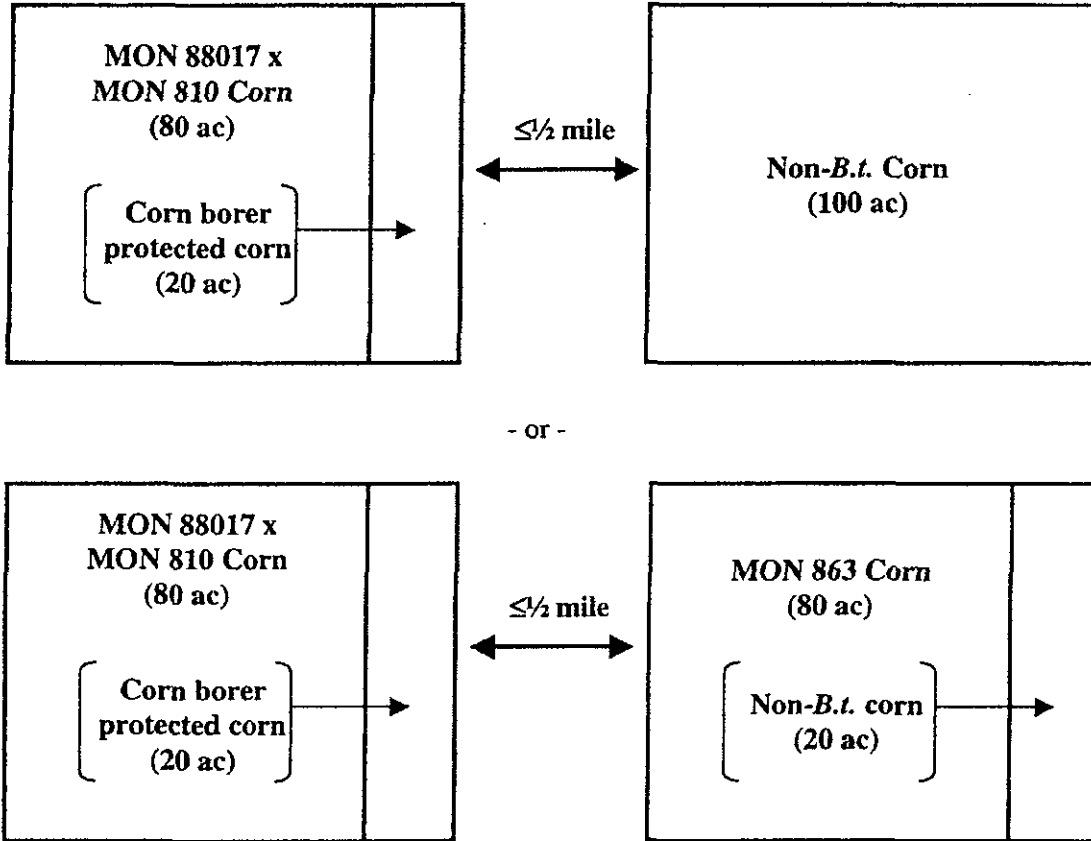 MON 88017 x
MON 810 Corn
(80 ac)
Corn borer
protected corn
(20 ac)
≤½ mile
Non-B.t. Corn
(100 ac)
- or -
MON 88017 x
MON 810 Corn
(80 ac)
Corn borer
protected corn
(20 ac)
≤½ mile
MON 863 Corn
(80 ac)
Non-B.t. corn
(20 ac)